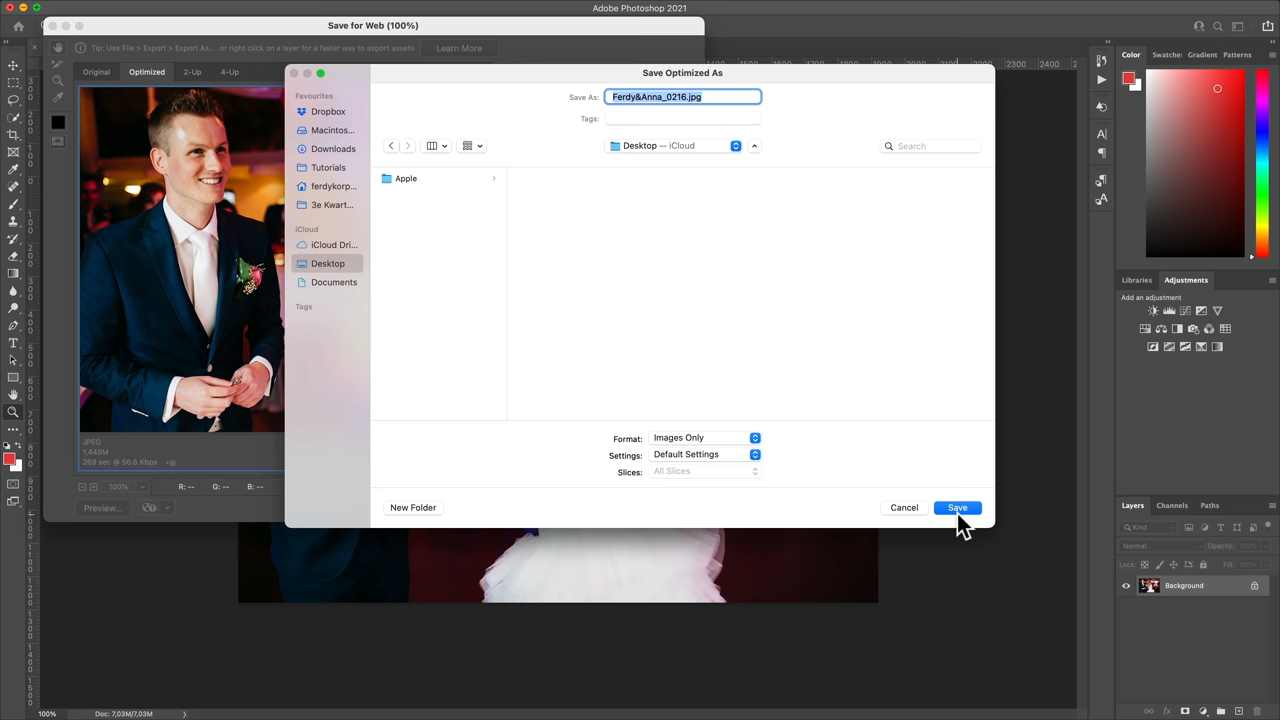 Adobe Photoshop 2021
Save for Web (100%)
Tip: Use File > Export > Export As... or right click on a layer for a faster way to export assets
Learn More
Original
Optimized
2-Up
4-Up
JPEG
1,448M
269 sec @ 56.6 Kbps
100%
R: --
G: --
B: --
Preview...
Save Optimized As
Save As:
Ferdy&Anna_0216.jpg
Tags:
Desktop — iCloud
Search
Favourites
Dropbox
Macintos...
Downloads
Tutorials
ferdykorp...
3e Kwart...
iCloud
iCloud Dri...
Desktop
Documents
Tags
Apple
Format:
Images Only
Settings:
Default Settings
Slices:
All Slices
New Folder
Cancel
Save
Color
Swatche:
Gradient
Patterns
Libraries
Adjustments
Add an adjustment
Layers
Channels
Paths
Kind
Normal
Opacity:
100%
Lock:
Fill:
100%
Background
100%
Doc: 7,03M/7,03M